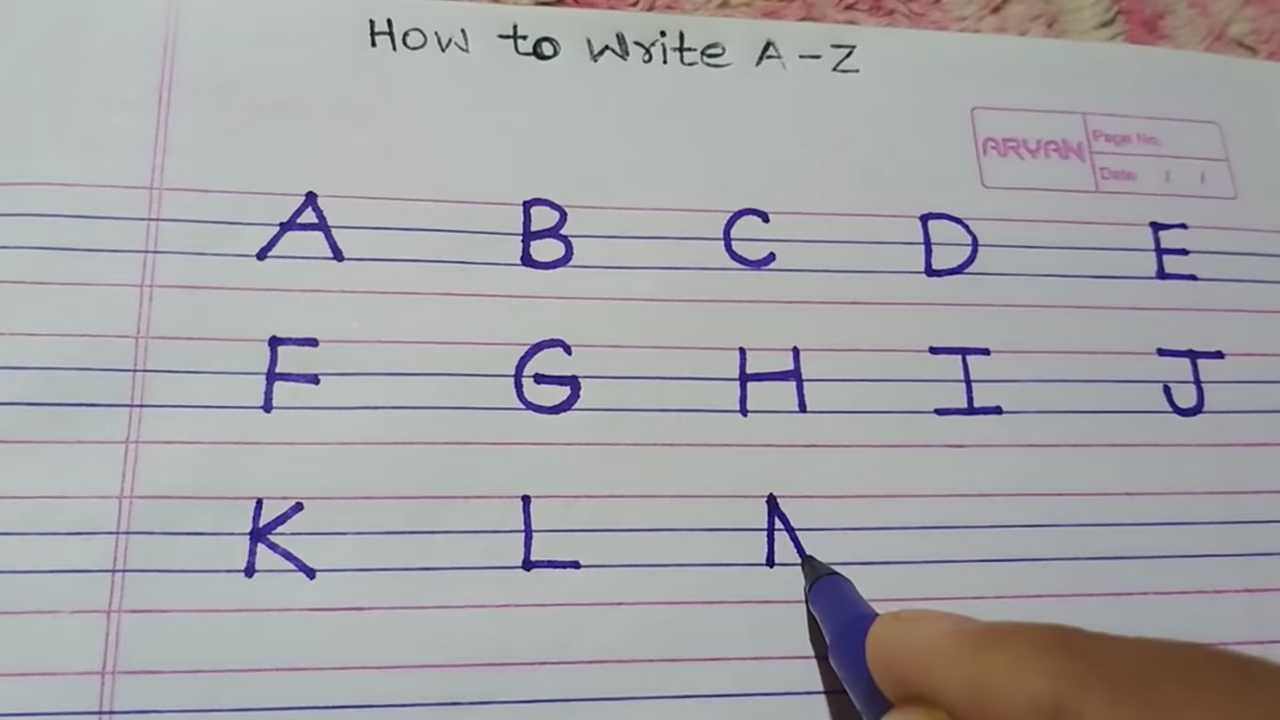 How to write A-Z
ARYAN
Page No.
Date / /
A B C D E
F G H I J
K L